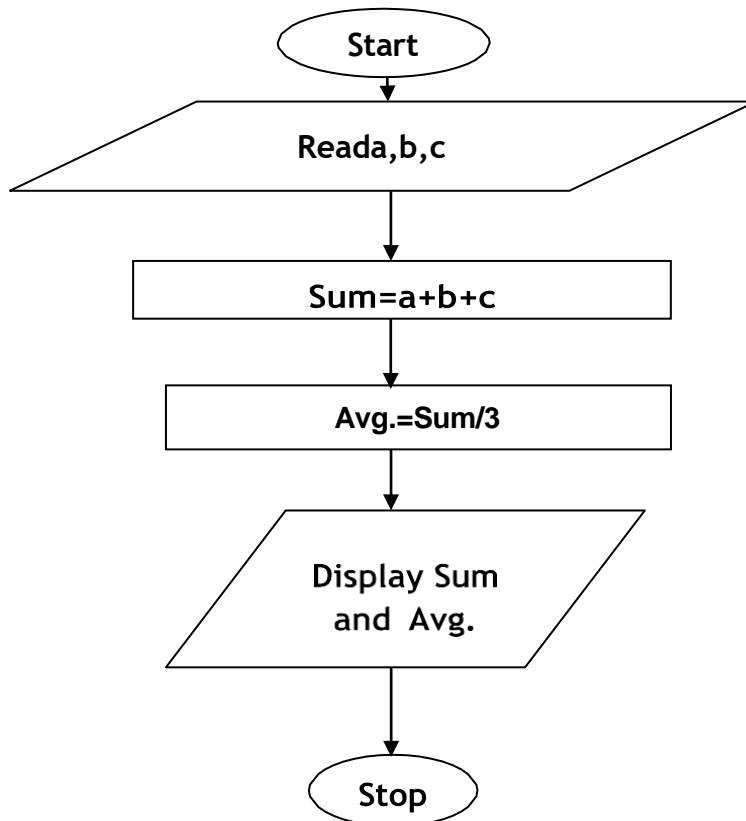 Start
Reada,b,c
Sum=a+b+c
Avg.=Sum/3
Display Sum
and Avg.
Stop